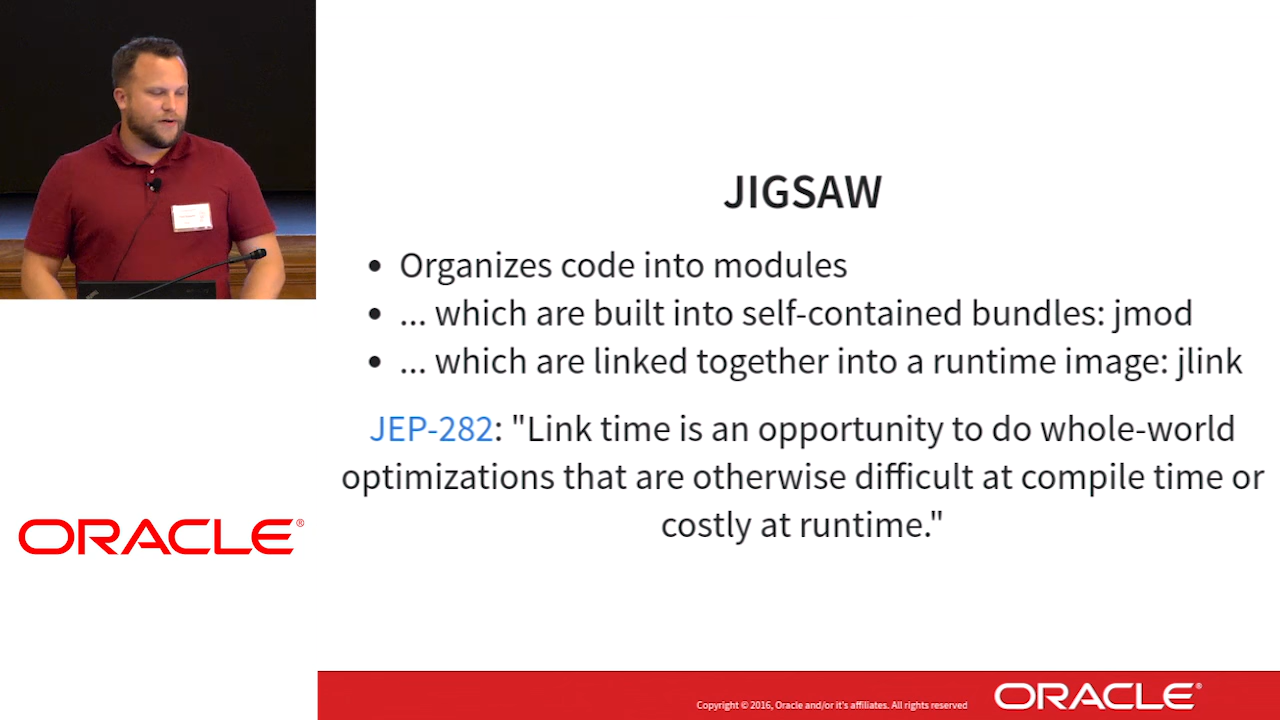 JIGSAW
• Organizes code into modules
• ... which are built into self-contained bundles: jmod
• ... which are linked together into a runtime image: jlink
JEP-282: "Link time is an opportunity to do whole-world
optimizations that are otherwise difficult at compile time or
costly at runtime."
ORACLE®
Copyright © 2016, Oracle and/or it's affiliates. All rights reserved
ORACLE®